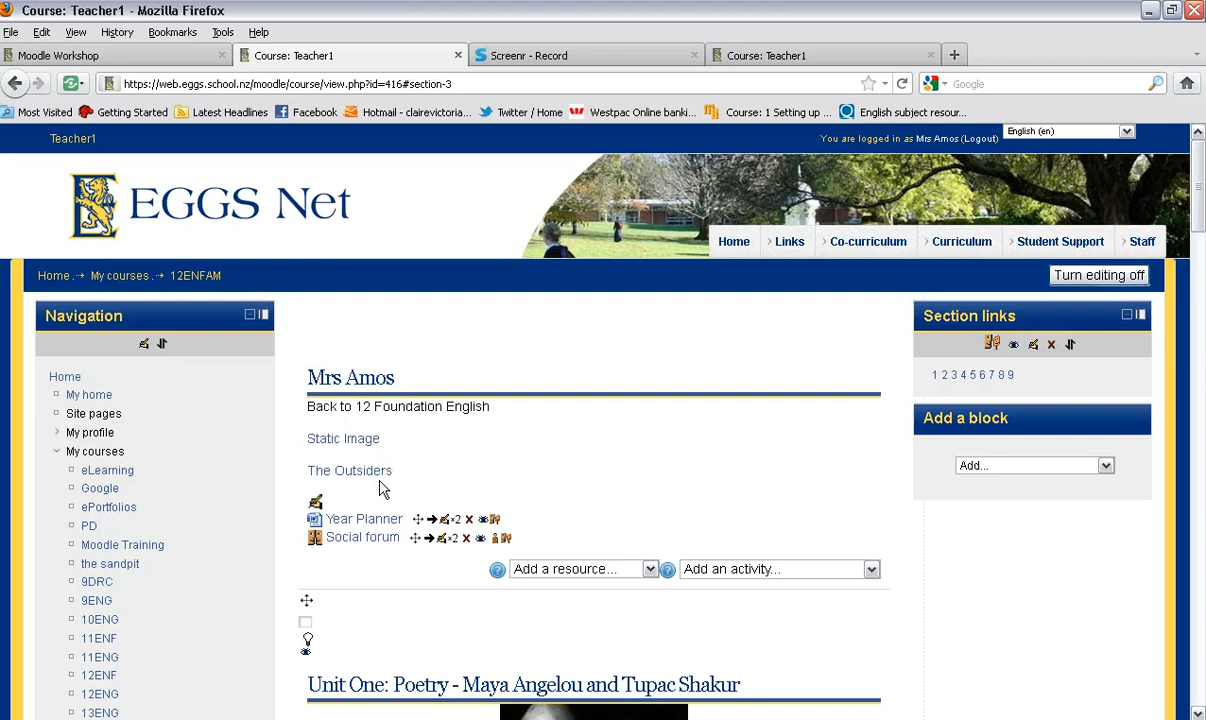 Course: Teacher1 - Mozilla Firefox
File Edit View History Bookmarks Tools Help
Moodle Workshop
Course: Teacher1
Screenr - Record
Course: Teacher1
https://web.eggs.school.nz/moodle/course/view.php?id=416#section-3
Google
Most Visited Getting Started Latest Headlines Facebook Hotmail - clairevictoria... Twitter / Home Westpac Online banki... Course: 1 Setting up ... English subject resour...
Teacher1
You are logged in as Mrs Amos (Logout)
English (en)
EGGS Net
Home Links Co-curriculum Curriculum Student Support Staff
Home My courses 12ENFAM
Turn editing off
Navigation
Home
My home
Site pages
My profile
My courses
eLearning
Google
ePortfolios
PD
Moodle Training
the sandpit
9DRC
9ENG
10ENG
11ENF
11ENG
12ENF
12ENG
13ENG
Mrs Amos
Back to 12 Foundation English
Static Image
The Outsiders
Year Planner ×2
Social forum ×2
Add a resource...
Add an activity...
Unit One: Poetry - Maya Angelou and Tupac Shakur
Section links
1 2 3 4 5 6 7 8 9
Add a block
Add...